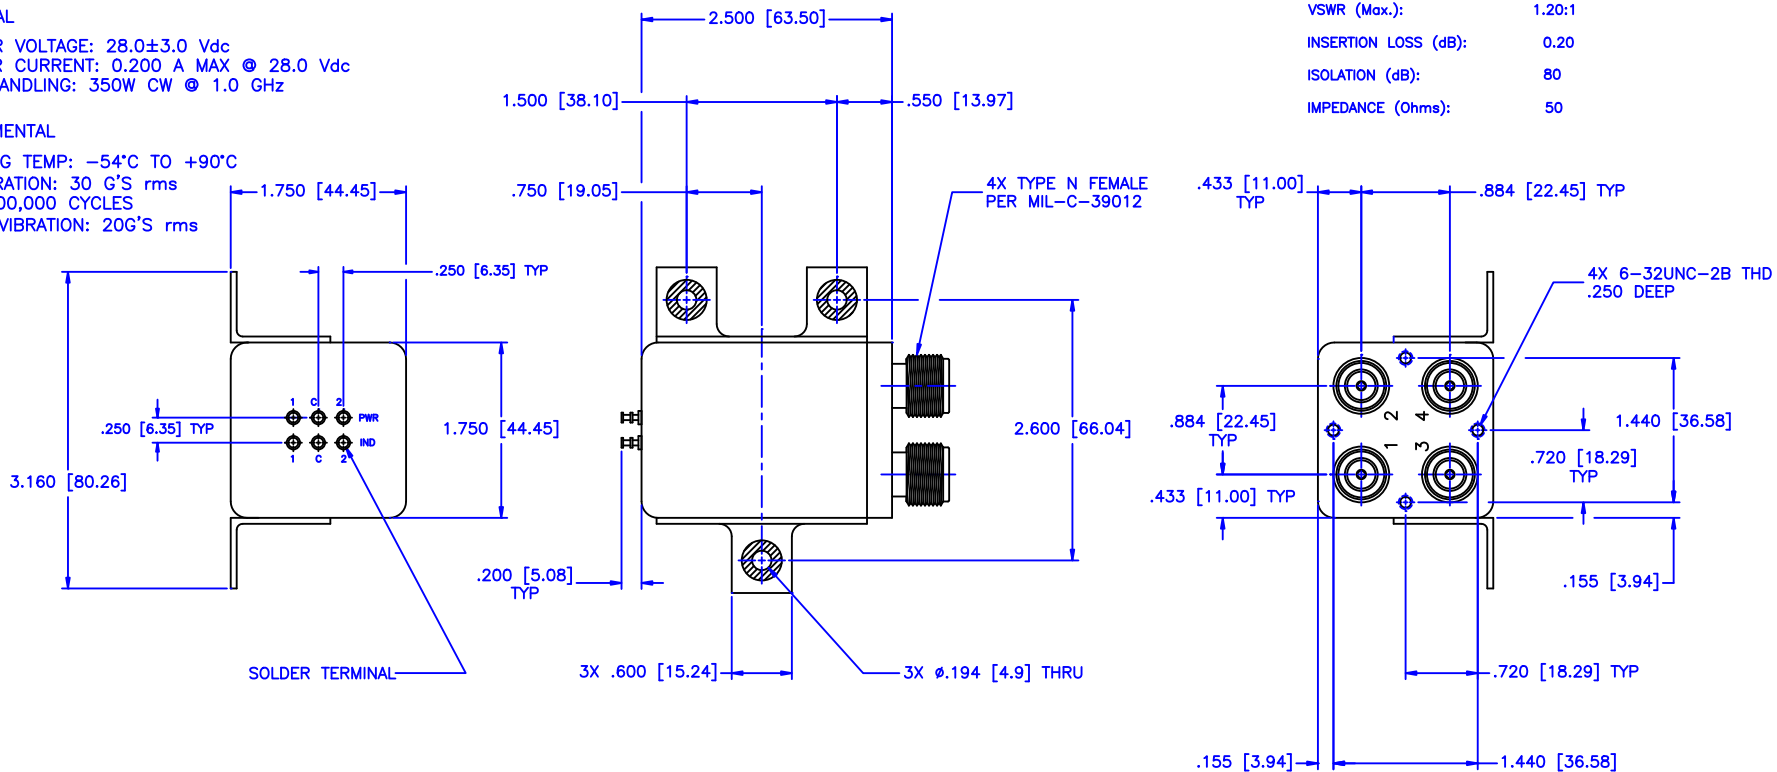 AL
R VOLTAGE: 28.0±3.0 Vdc
R CURRENT: 0.200 A MAX @ 28.0 Vdc
ANDLING: 350W CW @ 1.0 GHz
MENTAL
G TEMP: −54°C TO +90°C
RATION: 30 G'S rms
00,000 CYCLES
VIBRATION: 20G'S rms
VSWR (Max.): 1.20:1
INSERTION LOSS (dB): 0.20
ISOLATION (dB): 80
IMPEDANCE (Ohms): 50
1.750 [44.45]
.250 [6.35] TYP
1 C 2
PWR
.250 [6.35] TYP
IND
1 C 2
1.750 [44.45]
3.160 [80.26]
SOLDER TERMINAL
2.500 [63.50]
1.500 [38.10]
.550 [13.97]
.750 [19.05]
4X TYPE N FEMALE
PER MIL−C−39012
2.600 [66.04]
.200 [5.08]
TYP
3X .600 [15.24]
3X ø.194 [4.9] THRU
.433 [11.00]
TYP
.884 [22.45] TYP
4X 6−32UNC−2B THD
.250 DEEP
2 4
1 3
.884 [22.45]
TYP
1.440 [36.58]
.720 [18.29]
TYP
.433 [11.00] TYP
.155 [3.94]
.720 [18.29] TYP
.155 [3.94]
1.440 [36.58]